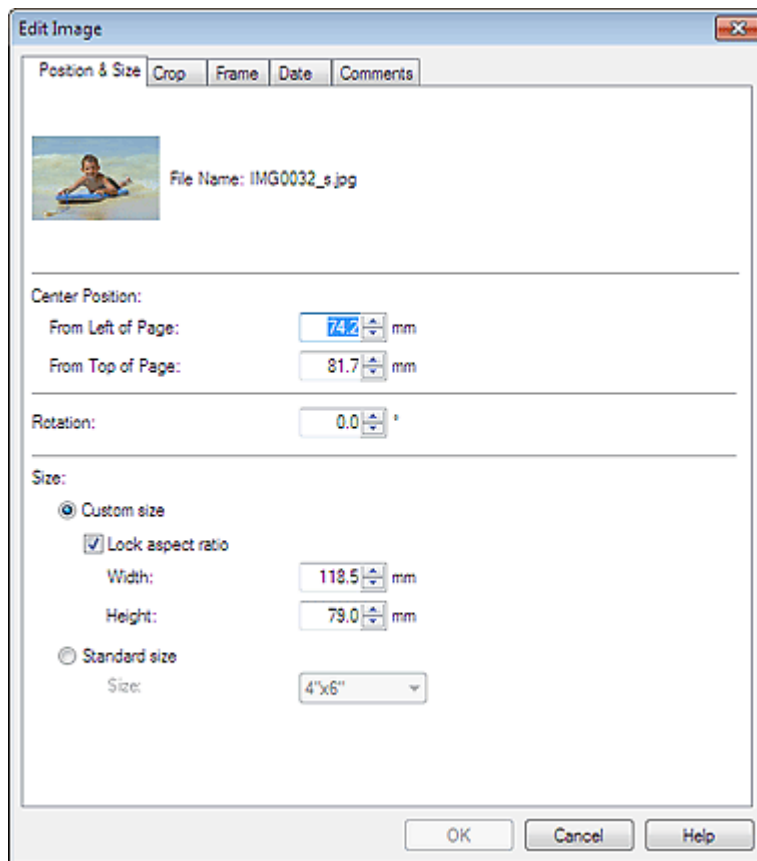 Edit Image
Position & Size Crop Frame Date Comments
File Name: IMG0032_s.jpg
Center Position:
From Left of Page: 74.2 mm
From Top of Page: 81.7 mm
Rotation: 0.0 °
Size:
Custom size
Lock aspect ratio
Width: 118.5 mm
Height: 79.0 mm
Standard size
Size: 4"x6"
OK Cancel Help